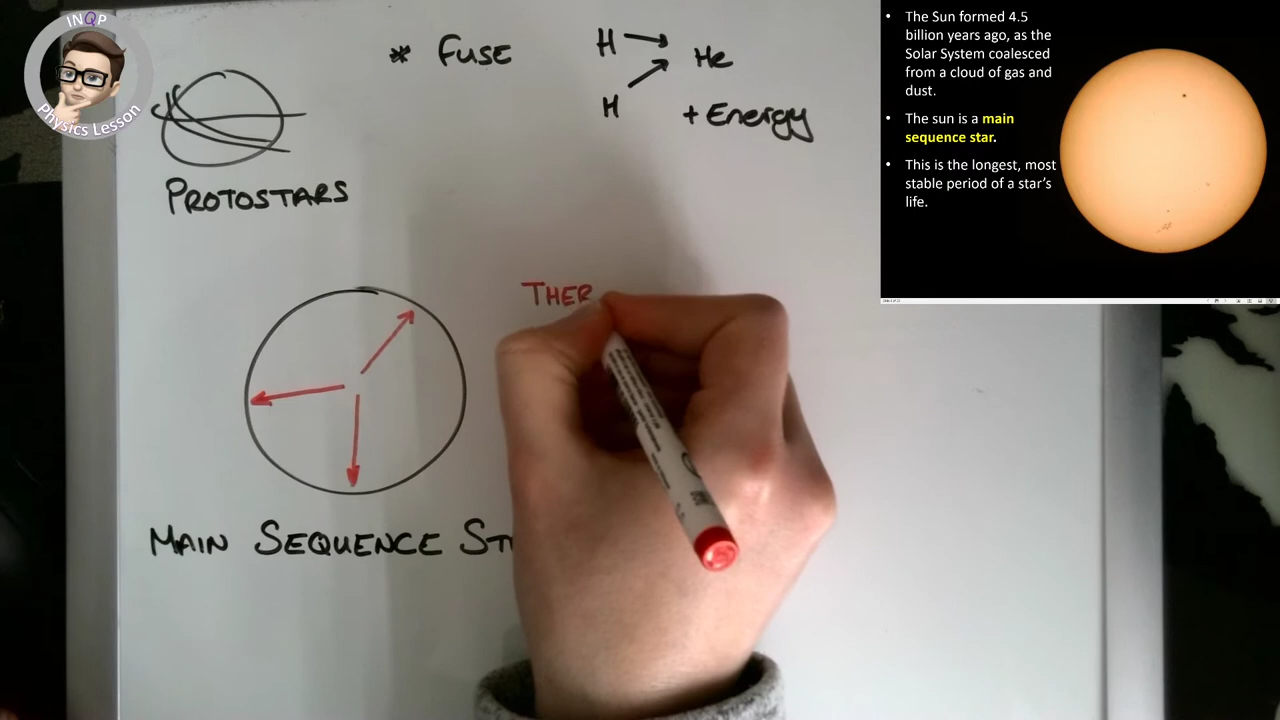 INQP
Physics Lesson
* FUSE
H → He
H
+ Energy
PROTOSTARS
THER
MAIN SEQUENCE ST
• The Sun formed 4.5
billion years ago, as the
Solar System coalesced
from a cloud of gas and
dust.
• The sun is a main
sequence star.
• This is the longest, most
stable period of a star's
life.